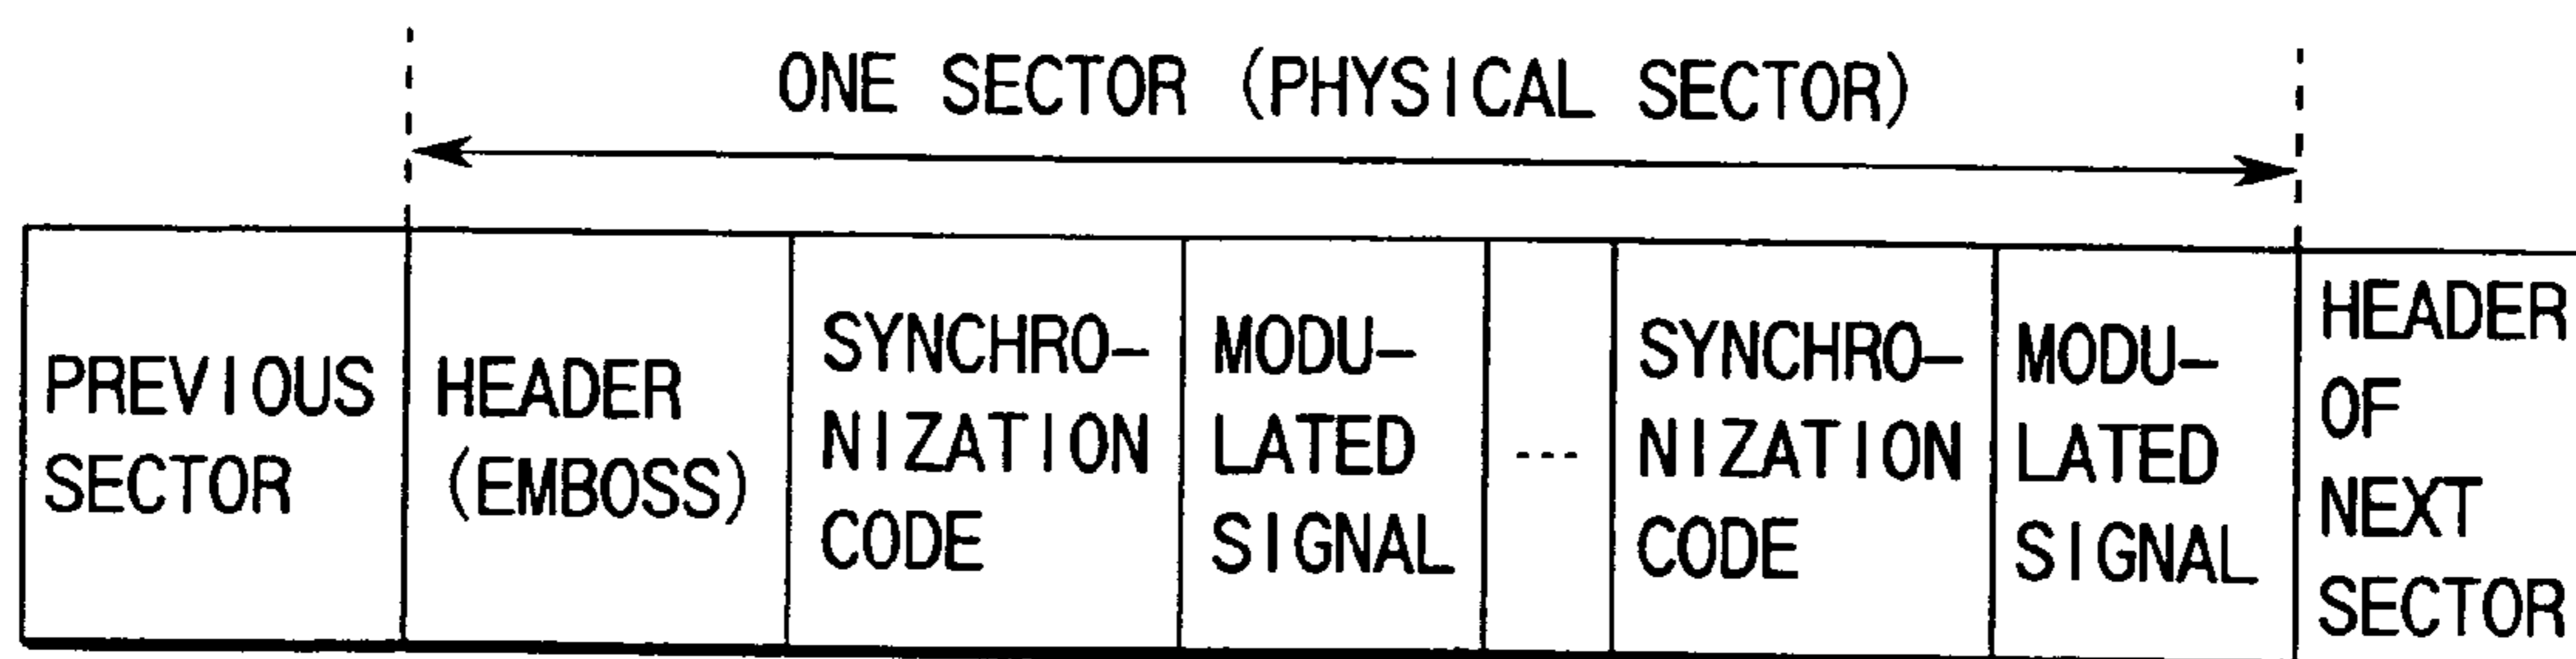 ONE SECTOR (PHYSICAL SECTOR)
PREVIOUS
SECTOR
HEADER
(EMBOSS)
SYNCHRO–
NIZATION
CODE
MODU–
LATED
SIGNAL
---
SYNCHRO–
NIZATION
CODE
MODU–
LATED
SIGNAL
HEADER
OF
NEXT
SECTOR